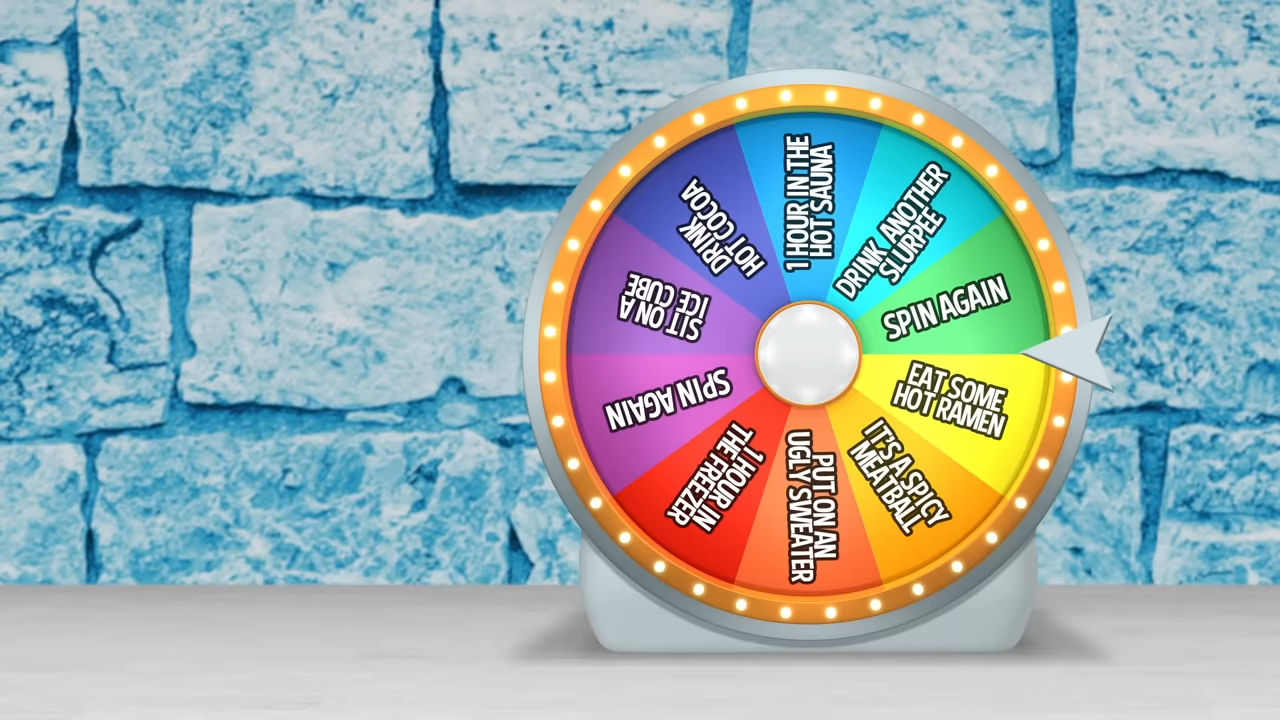 1 HOUR IN THE
HOT SAUNA
DRINK ANOTHER
SLURPEE
SPIN AGAIN
EAT SOME
HOT RAMEN
IT'S A SPICY
MEATBALL
PUT ON AN
UGLY SWEATER
1 HOUR IN
THE FREEZER
SPIN AGAIN
SIT ON A
ICE CUBE
DRINK
HOT COCOA